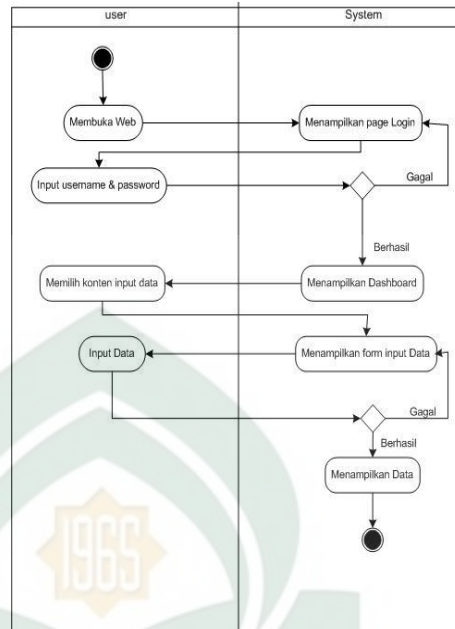 user
System
Membuka Web
Menampilkan page Login
Input username & password
Gagal
Berhasil
Memilih konten input data
Menampilkan Dashboard
Input Data
Menampilkan form input Data
Gagal
Berhasil
Menampilkan Data
1965